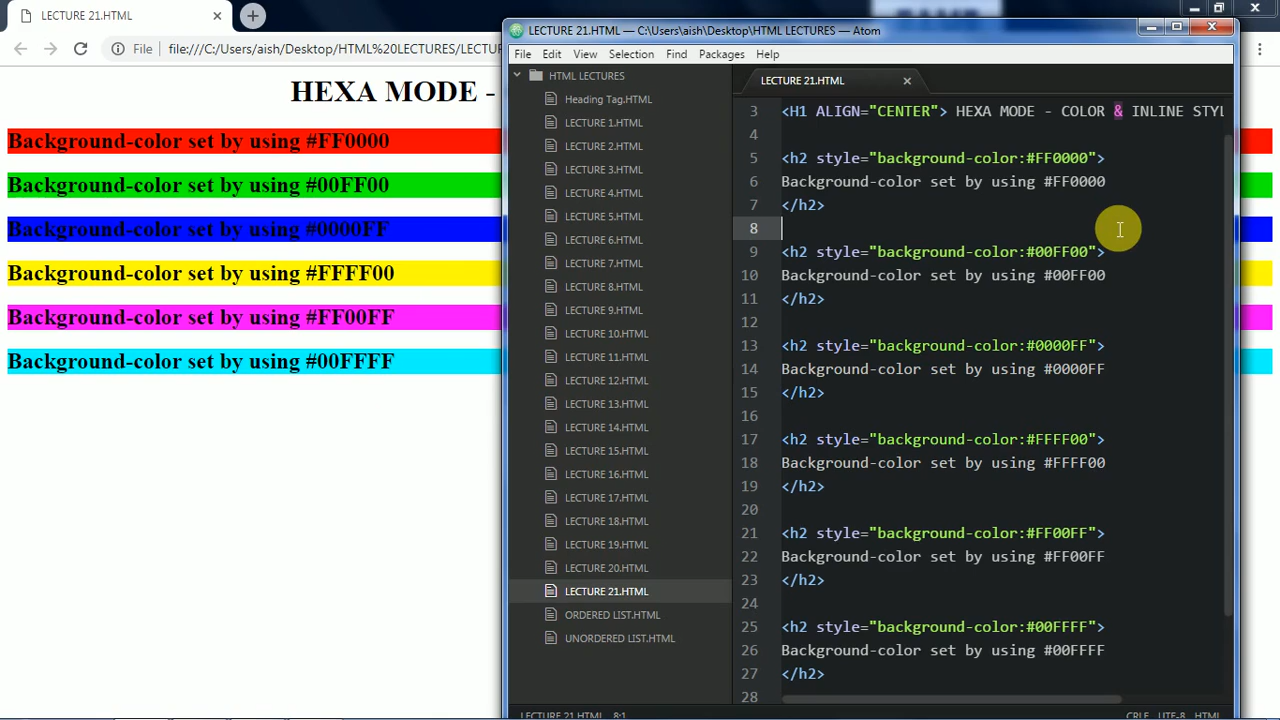 LECTURE 21.HTML
File
file:///C:/Users/aish/Desktop/HTML%20LECTURES/LECTUR
HEXA MODE -
Background-color set by using #FF0000
Background-color set by using #00FF00
Background-color set by using #0000FF
Background-color set by using #FFFF00
Background-color set by using #FF00FF
Background-color set by using #00FFFF
LECTURE 21.HTML — C:\Users\aish\Desktop\HTML LECTURES — Atom
File Edit View Selection Find Packages Help
HTML LECTURES
Heading Tag.HTML
LECTURE 1.HTML
LECTURE 2.HTML
LECTURE 3.HTML
LECTURE 4.HTML
LECTURE 5.HTML
LECTURE 6.HTML
LECTURE 7.HTML
LECTURE 8.HTML
LECTURE 9.HTML
LECTURE 10.HTML
LECTURE 11.HTML
LECTURE 12.HTML
LECTURE 13.HTML
LECTURE 14.HTML
LECTURE 15.HTML
LECTURE 16.HTML
LECTURE 17.HTML
LECTURE 18.HTML
LECTURE 19.HTML
LECTURE 20.HTML
LECTURE 21.HTML
ORDERED LIST.HTML
UNORDERED LIST.HTML
LECTURE 21.HTML
3 <H1 ALIGN="CENTER"> HEXA MODE - COLOR & INLINE STYL
4
5 <h2 style="background-color:#FF0000">
6 Background-color set by using #FF0000
7 </h2>
8
9 <h2 style="background-color:#00FF00">
10 Background-color set by using #00FF00
11 </h2>
12
13 <h2 style="background-color:#0000FF">
14 Background-color set by using #0000FF
15 </h2>
16
17 <h2 style="background-color:#FFFF00">
18 Background-color set by using #FFFF00
19 </h2>
20
21 <h2 style="background-color:#FF00FF">
22 Background-color set by using #FF00FF
23 </h2>
24
25 <h2 style="background-color:#00FFFF">
26 Background-color set by using #00FFFF
27 </h2>
28
LECTURE 21.HTML 8:1 CRLF UTF-8 HTML